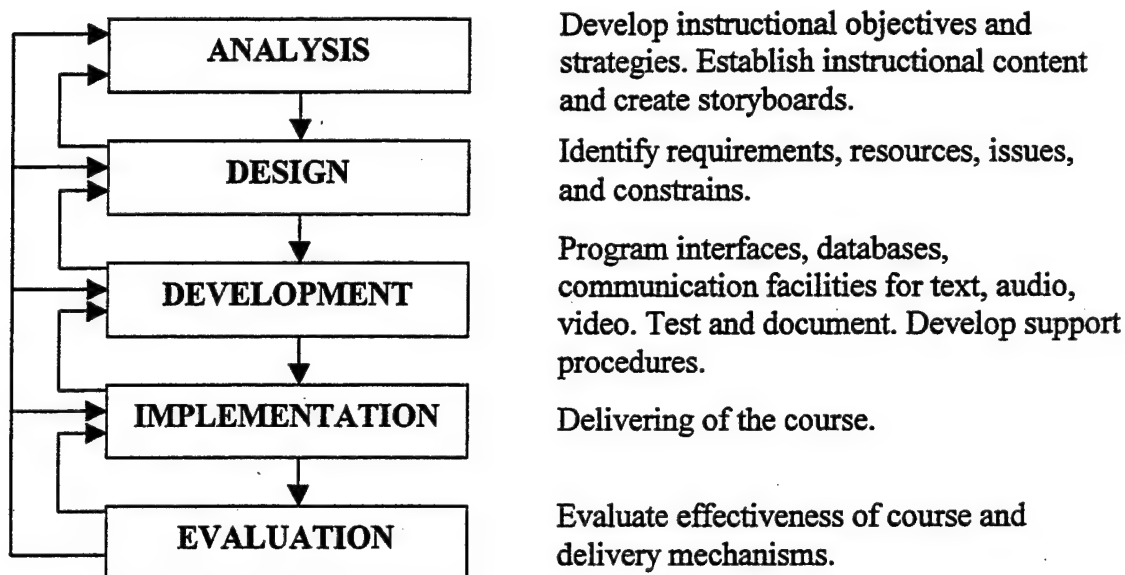 ANALYSIS
Develop instructional objectives and
strategies. Establish instructional content
and create storyboards.
DESIGN
Identify requirements, resources, issues,
and constrains.
DEVELOPMENT
Program interfaces, databases,
communication facilities for text, audio,
video. Test and document. Develop support
procedures.
IMPLEMENTATION
Delivering of the course.
EVALUATION
Evaluate effectiveness of course and
delivery mechanisms.